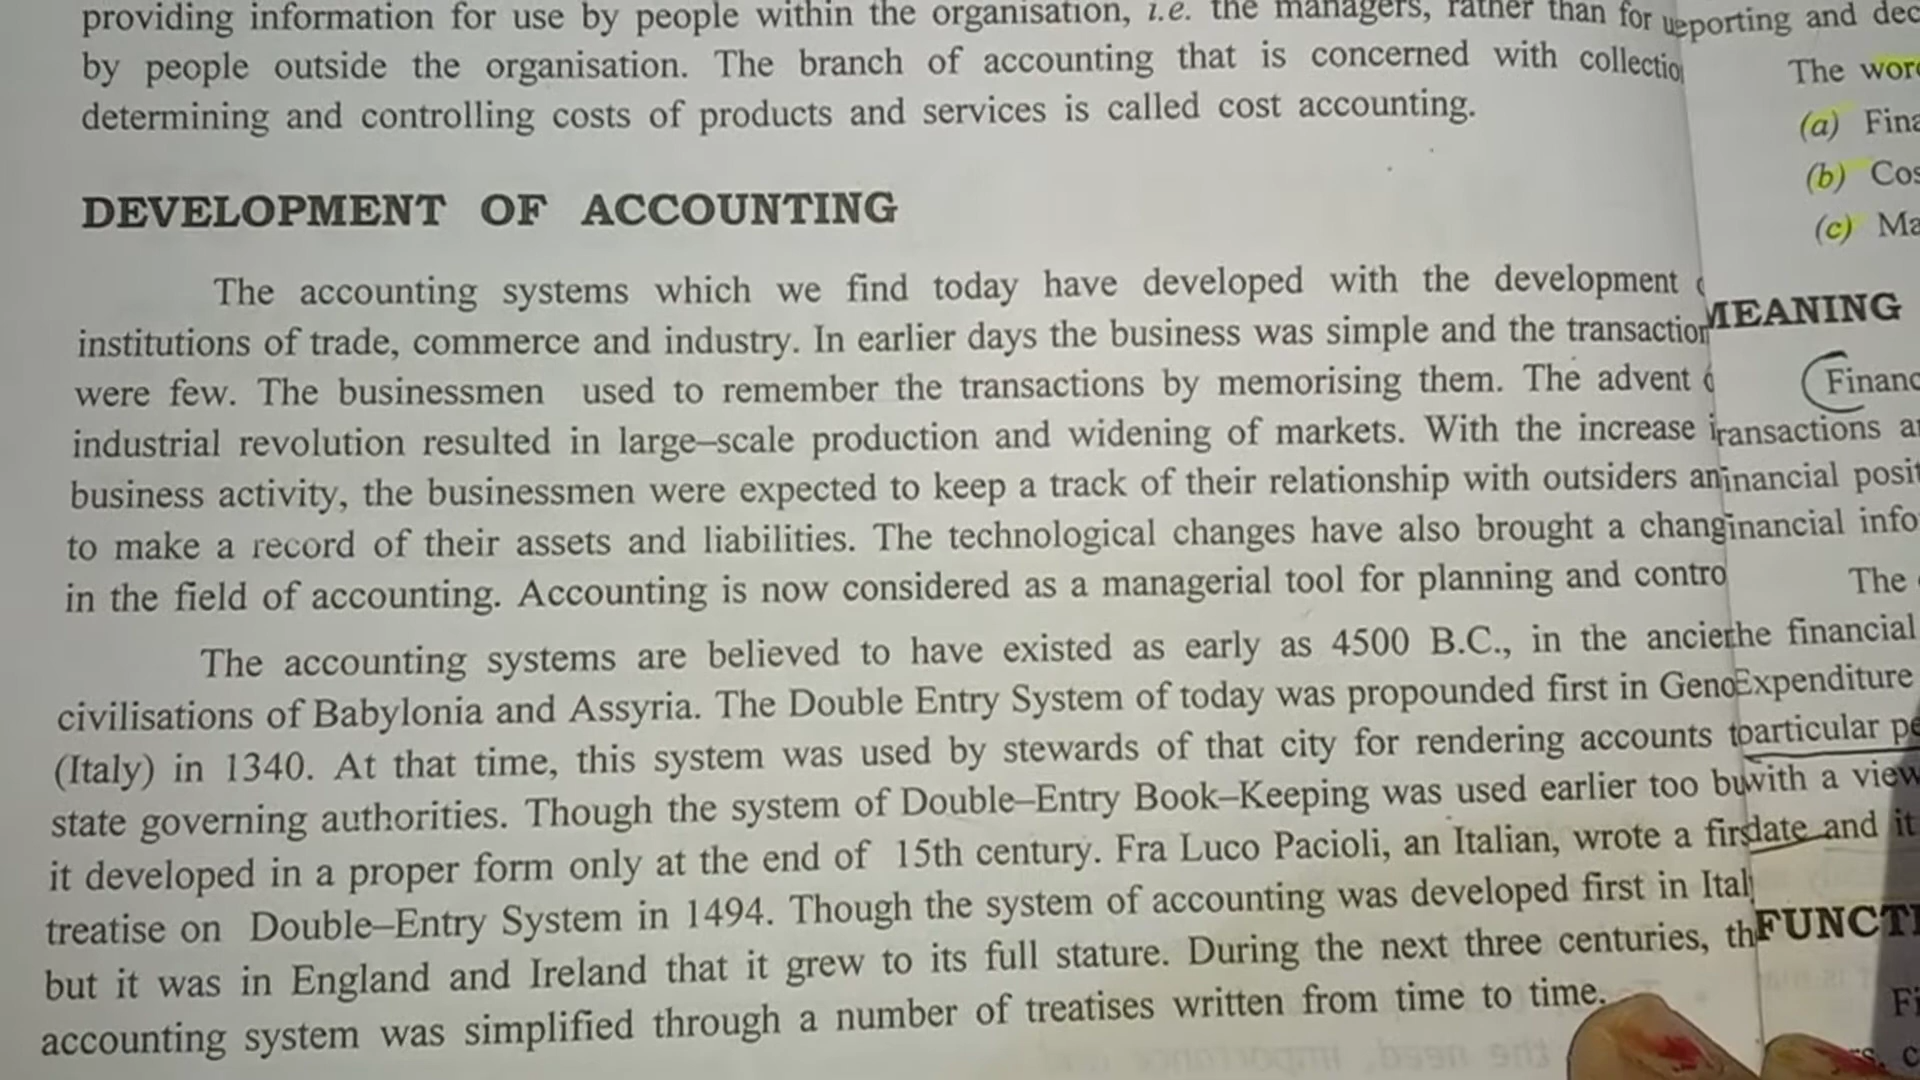 providing information for use by people within the organisation, i.e. the managers, rather than for
by people outside the organisation. The branch of accounting that is concerned with collectio
determining and controlling costs of products and services is called cost accounting.
DEVELOPMENT OF ACCOUNTING
The accounting systems which we find today have developed with the development
institutions of trade, commerce and industry. In earlier days the business was simple and the transaction
were few. The businessmen used to remember the transactions by memorising them. The advent
industrial revolution resulted in large–scale production and widening of markets. With the increase
business activity, the businessmen were expected to keep a track of their relationship with outsiders an
to make a record of their assets and liabilities. The technological changes have also brought a chang
in the field of accounting. Accounting is now considered as a managerial tool for planning and contro
The accounting systems are believed to have existed as early as 4500 B.C., in the ancie
civilisations of Babylonia and Assyria. The Double Entry System of today was propounded first in Geno
(Italy) in 1340. At that time, this system was used by stewards of that city for rendering accounts t
state governing authorities. Though the system of Double–Entry Book–Keeping was used earlier too bu
it developed in a proper form only at the end of 15th century. Fra Luco Pacioli, an Italian, wrote a firs
treatise on Double–Entry System in 1494. Though the system of accounting was developed first in Ital
but it was in England and Ireland that it grew to its full stature. During the next three centuries, th
accounting system was simplified through a number of treatises written from time to time.
eporting and dec
The wor
(a) Fina
(b) Cos
(c) Ma
MEANING
Financ
ransactions a
inancial posit
inancial info
The
he financial
Expenditure
particular pe
with a view
date and it
FUNCTI
Fi